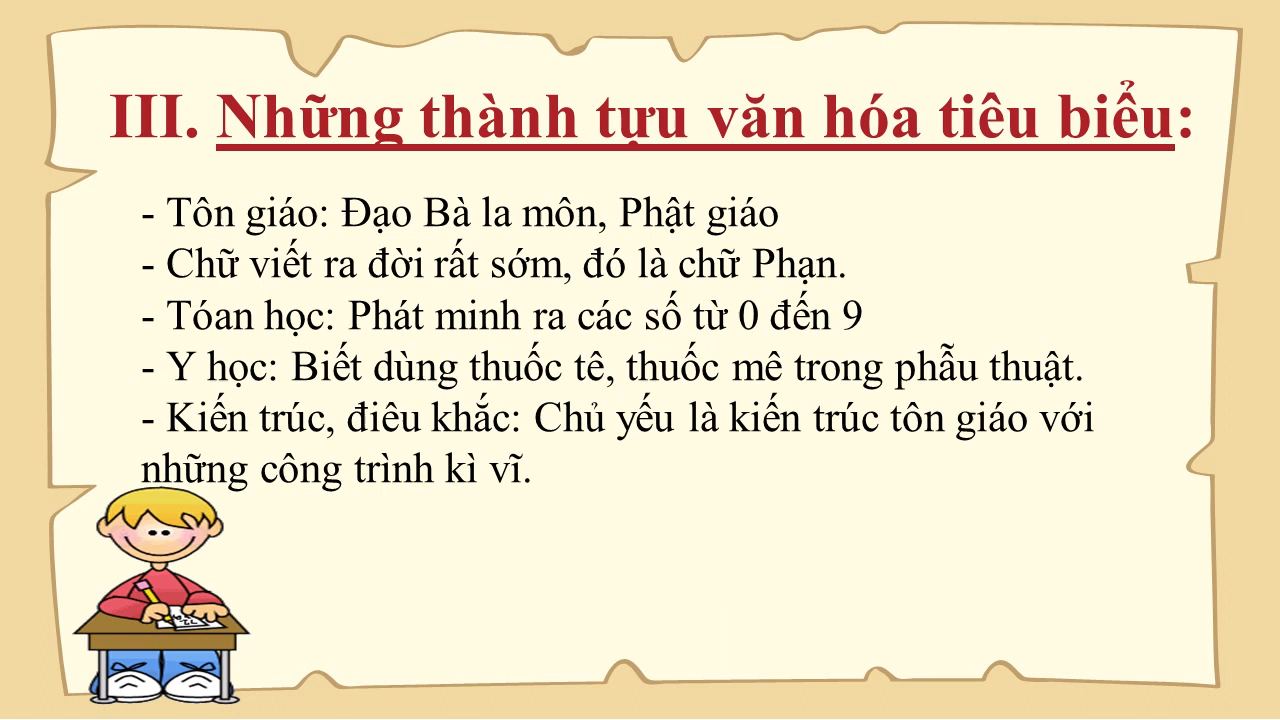 III. Những thành tựu văn hóa tiêu biểu:
- Tôn giáo: Đạo Bà la môn, Phật giáo
- Chữ viết ra đời rất sớm, đó là chữ Phạn.
- Tóan học: Phát minh ra các số từ 0 đến 9
- Y học: Biết dùng thuốc tê, thuốc mê trong phẫu thuật.
- Kiến trúc, điêu khắc: Chủ yếu là kiến trúc tôn giáo với
những công trình kì vĩ.